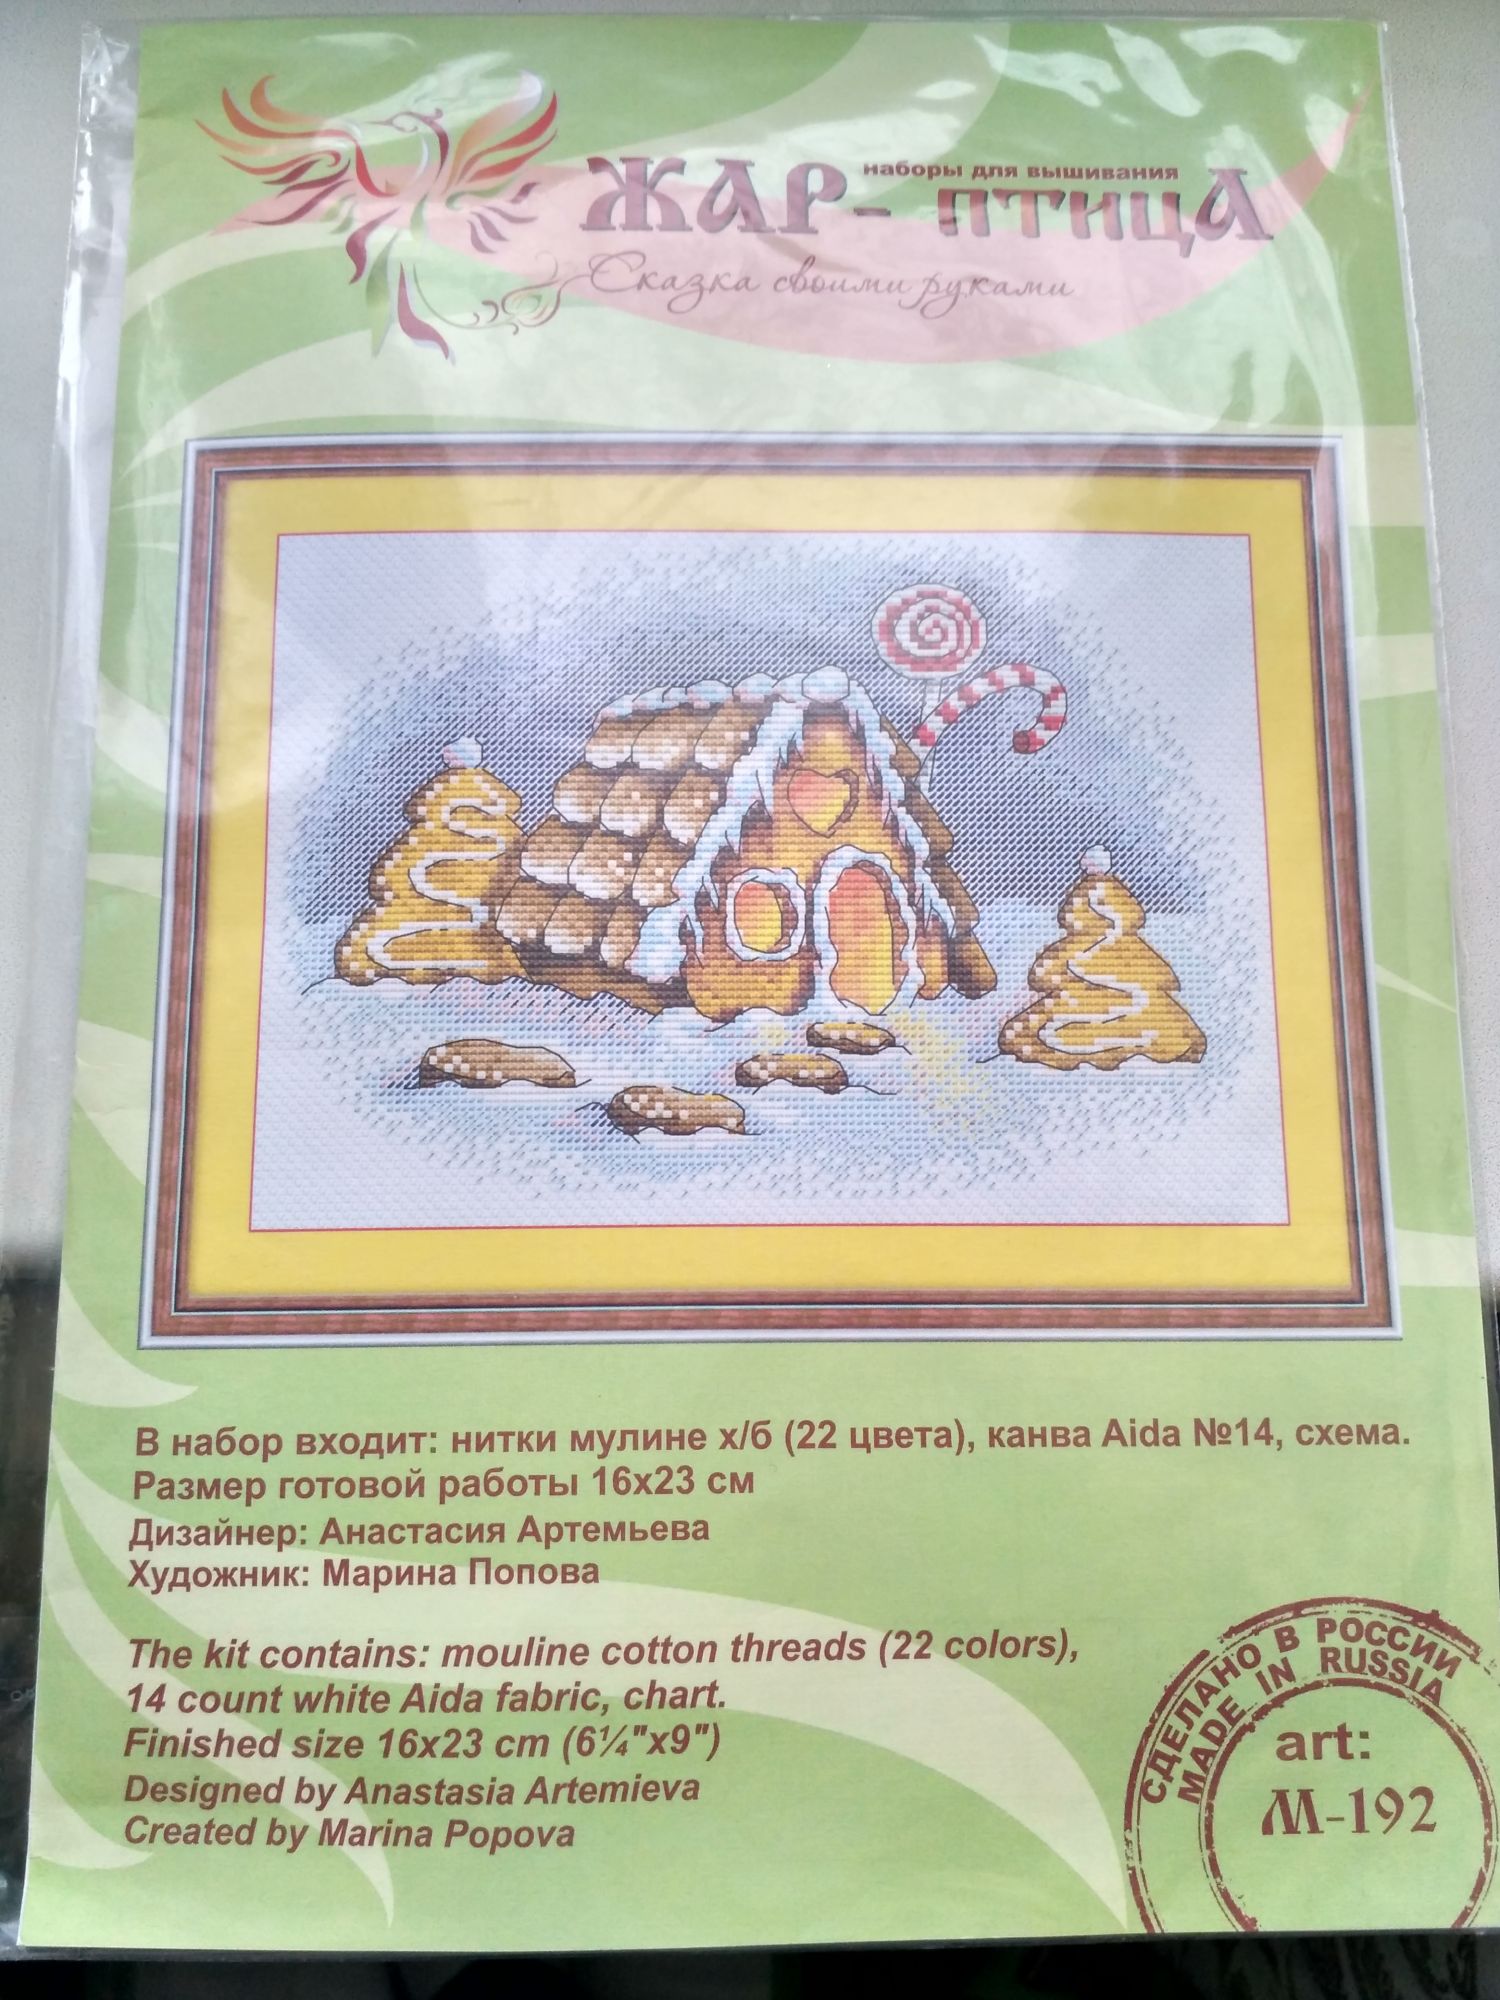 наборы для вышивания
ЖАР-ПТИЦА
Сказка своими руками
В набор входит: нитки мулине х/б (22 цвета), канва Aida №14, схема.
Размер готовой работы 16х23 см
Дизайнер: Анастасия Артемьева
Художник: Марина Попова
The kit contains: mouline cotton threads (22 colors),
14 count white Aida fabric, chart.
Finished size 16x23 cm (6¼"x9")
Designed by Anastasia Artemieva
Created by Marina Popova
СДЕЛАНО В РОССИИ
MADE IN RUSSIA
art:
М-192